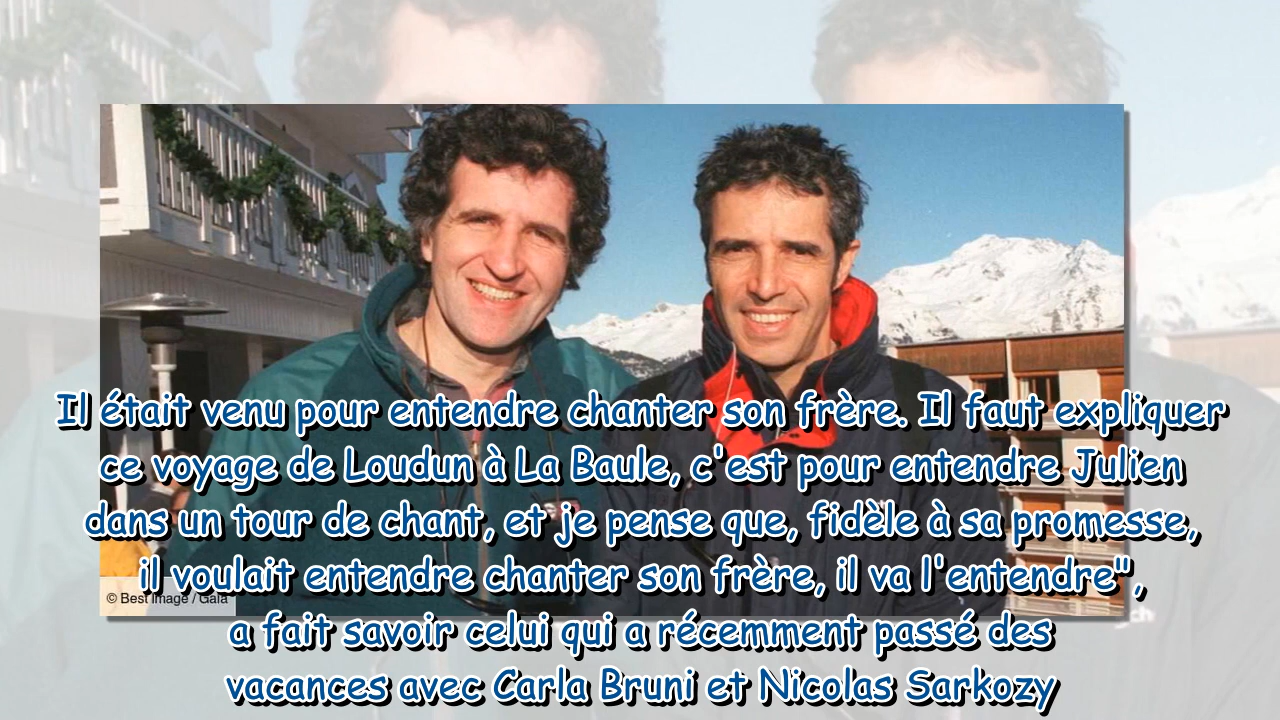 Il était venu pour entendre chanter son frère. Il faut expliquer
ce voyage de Loudun à La Baule, c'est pour entendre Julien
dans un tour de chant, et je pense que, fidèle à sa promesse,
il voulait entendre chanter son frère, il va l'entendre",
© Best Image / Gala
a fait savoir celui qui a récemment passé des
vacances avec Carla Bruni et Nicolas Sarkozy